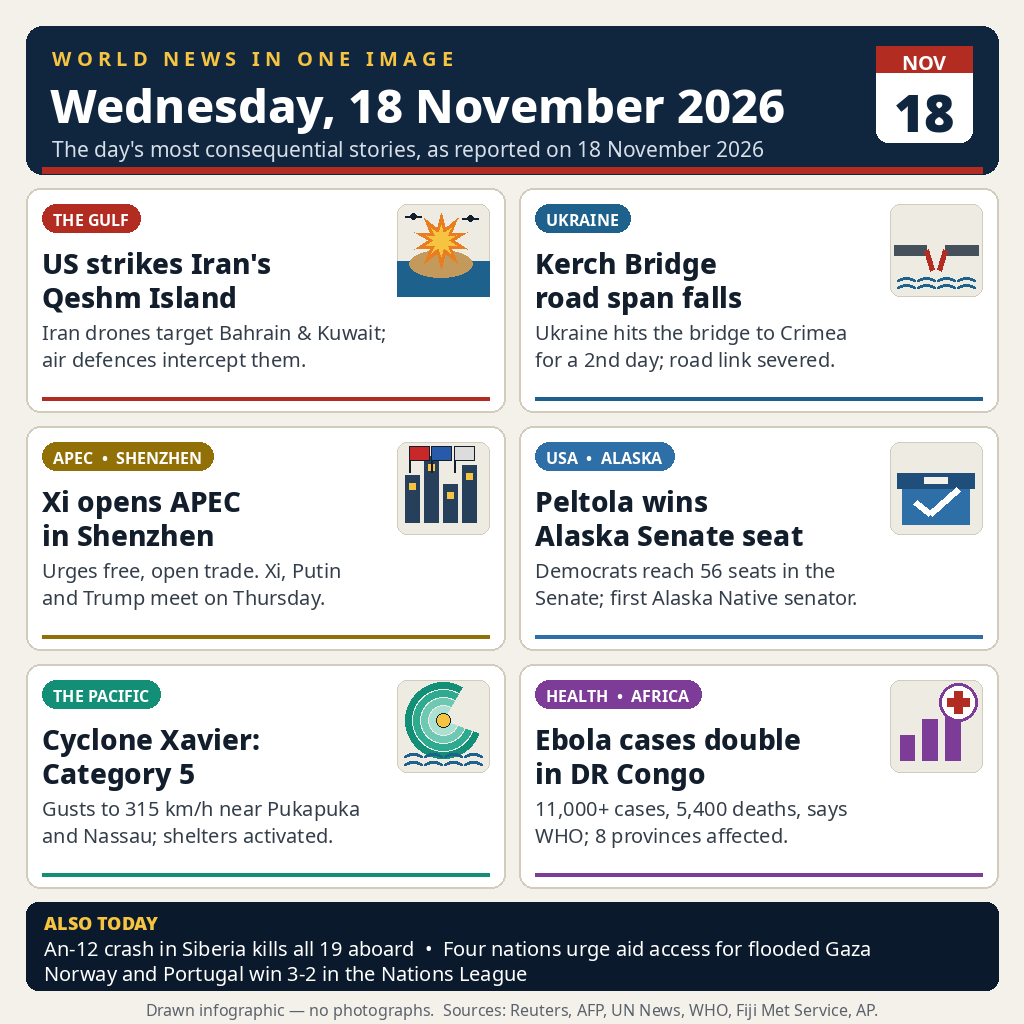 WORLD NEWS IN ONE IMAGE
Wednesday, 18 November 2026
The day's most consequential stories, as reported on 18 November 2026
NOV
18
THE GULF
US strikes Iran's
Qeshm Island
Iran drones target Bahrain & Kuwait;
air defences intercept them.
UKRAINE
Kerch Bridge
road span falls
Ukraine hits the bridge to Crimea
for a 2nd day; road link severed.
APEC • SHENZHEN
Xi opens APEC
in Shenzhen
Urges free, open trade. Xi, Putin
and Trump meet on Thursday.
USA • ALASKA
Peltola wins
Alaska Senate seat
Democrats reach 56 seats in the
Senate; first Alaska Native senator.
THE PACIFIC
Cyclone Xavier:
Category 5
Gusts to 315 km/h near Pukapuka
and Nassau; shelters activated.
HEALTH • AFRICA
Ebola cases double
in DR Congo
11,000+ cases, 5,400 deaths, says
WHO; 8 provinces affected.
ALSO TODAY
An-12 crash in Siberia kills all 19 aboard • Four nations urge aid access for flooded Gaza
Norway and Portugal win 3-2 in the Nations League
Drawn infographic — no photographs. Sources: Reuters, AFP, UN News, WHO, Fiji Met Service, AP.